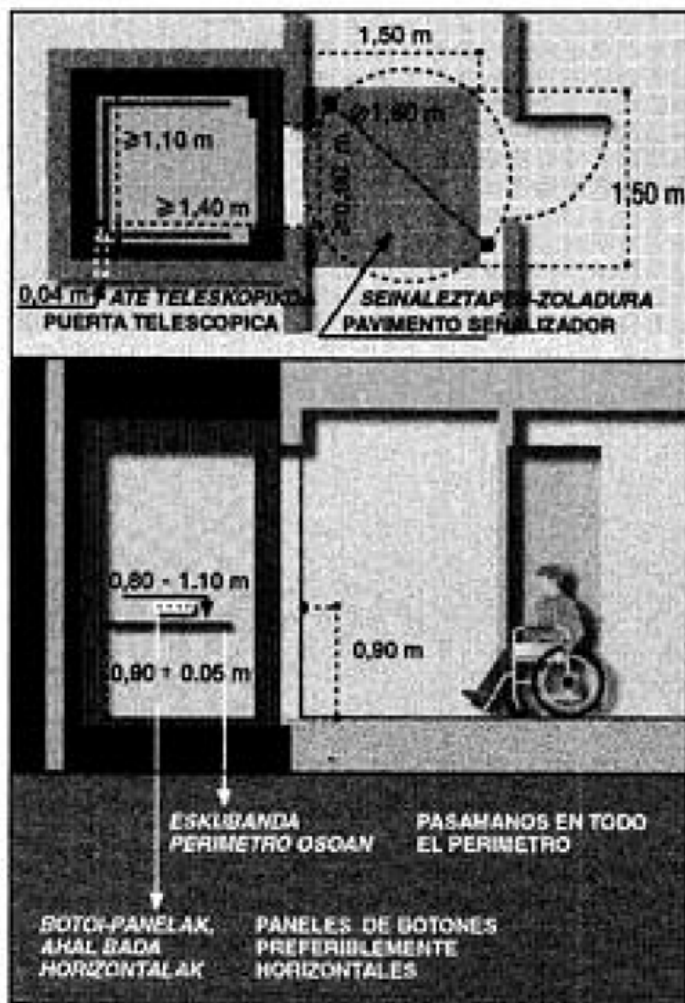 1,50 m
≥1,10 m
≥1,40 m
1,50 m
0,04 m
ATE TELESKOPIKOA
PUERTA TELESCOPICA
SEINALEZTAPEN-ZOLADURA
PAVIMENTO SEÑALIZADOR
0,80 - 1.10 m
0,90 ± 0.05 m
0,90 m
ESKUBANDA
PERIMETRO OSOAN
PASAMANOS EN TODO
EL PERIMETRO
BOTOI-PANELAK,
AHAL BADA
HORIZONTALAK
PANELES DE BOTONES
PREFERIBLEMENTE
HORIZONTALES